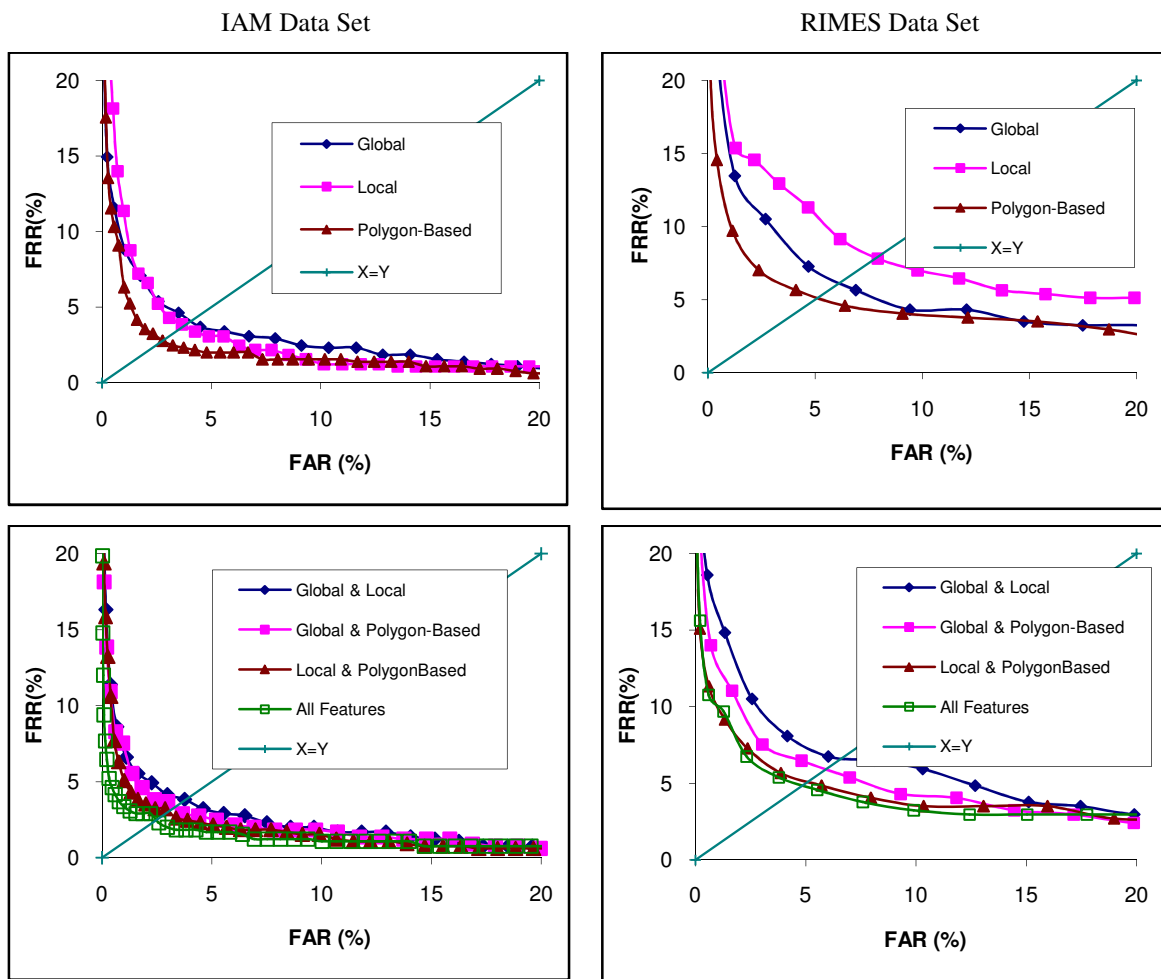 IAM Data Set
RIMES Data Set
20
15
10
5
0
FRR(%)
Global
Local
Polygon-Based
X=Y
0 5 10 15 20
FAR (%)
20
15
10
5
0
FRR(%)
Global
Local
Polygon-Based
X=Y
0 5 10 15 20
FAR (%)
20
15
10
5
0
FRR(%)
Global & Local
Global & Polygon-Based
Local & PolygonBased
All Features
X=Y
0 5 10 15 20
FAR (%)
20
15
10
5
0
FRR(%)
Global & Local
Global & Polygon-Based
Local & PolygonBased
All Features
X=Y
0 5 10 15 20
FAR (%)